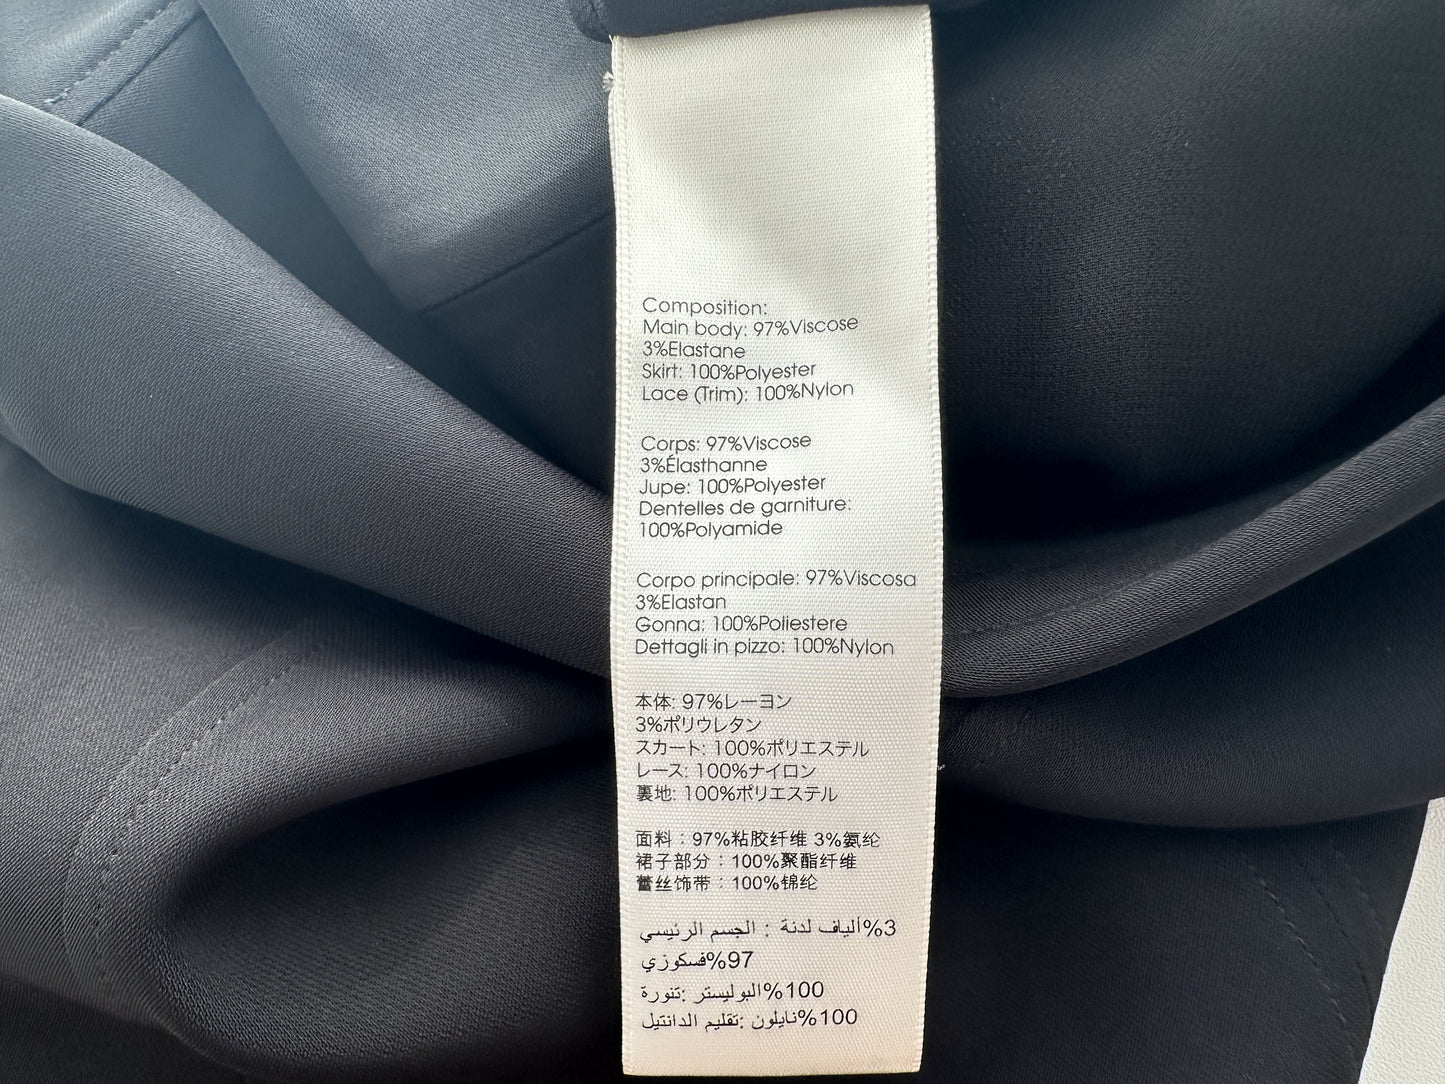 Composition:
Main body: 97%Viscose
3%Elastane
Skirt: 100%Polyester
Lace (Trim): 100%Nylon
Corps: 97%Viscose
3%Élasthanne
Jupe: 100%Polyester
Dentelles de garniture:
100%Polyamide
Corpo principale: 97%Viscosa
3%Elastan
Gonna: 100%Poliestere
Dettagli in pizzo: 100%Nylon
本体: 97%レーヨン
3%ポリウレタン
スカート: 100%ポリエステル
レース: 100%ナイロン
裏地: 100%ポリエステル
面料：97%粘胶纤维 3%氨纶
裙子部分：100%聚酯纤维
蕾丝饰带：100%锦纶
3%ألياف لدنة : الجسم الرئيسي
97%فسكوزي
100%البوليستر :تنورة
100%نايلون :تقليم الدانتيل